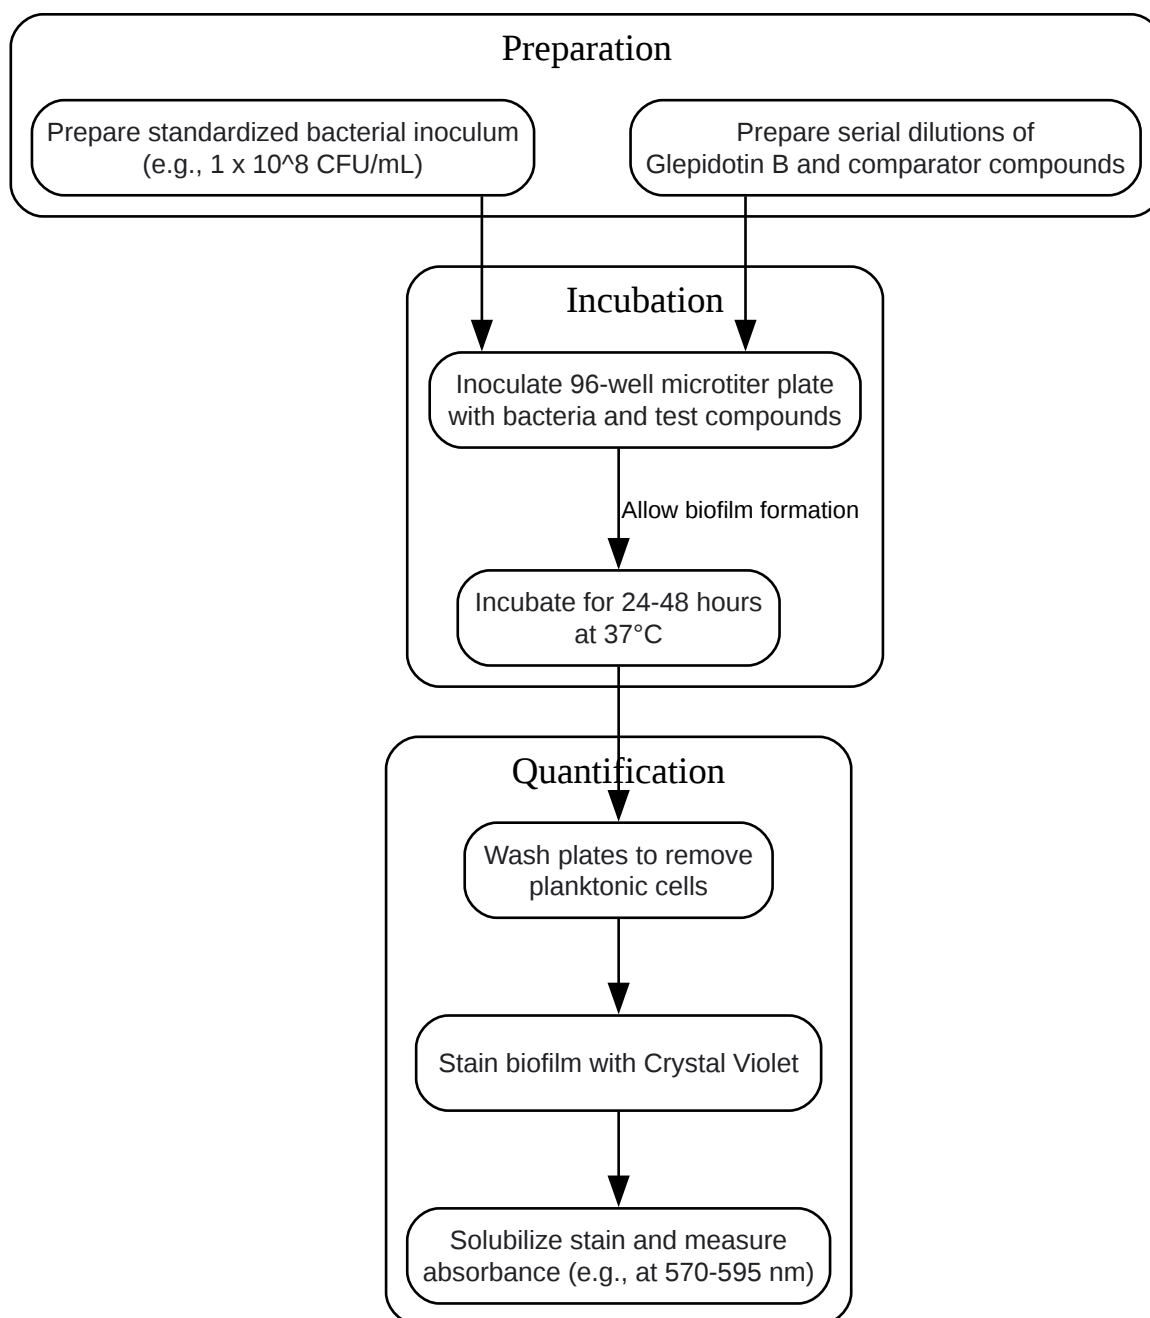 Preparation
Prepare standardized bacterial inoculum
(e.g., 1 x 10^8 CFU/mL)
Prepare serial dilutions of
Glepidotin B and comparator compounds
Incubation
Inoculate 96-well microtiter plate
with bacteria and test compounds
Allow biofilm formation
Incubate for 24-48 hours
at 37°C
Quantification
Wash plates to remove
planktonic cells
Stain biofilm with Crystal Violet
Solubilize stain and measure
absorbance (e.g., at 570-595 nm)